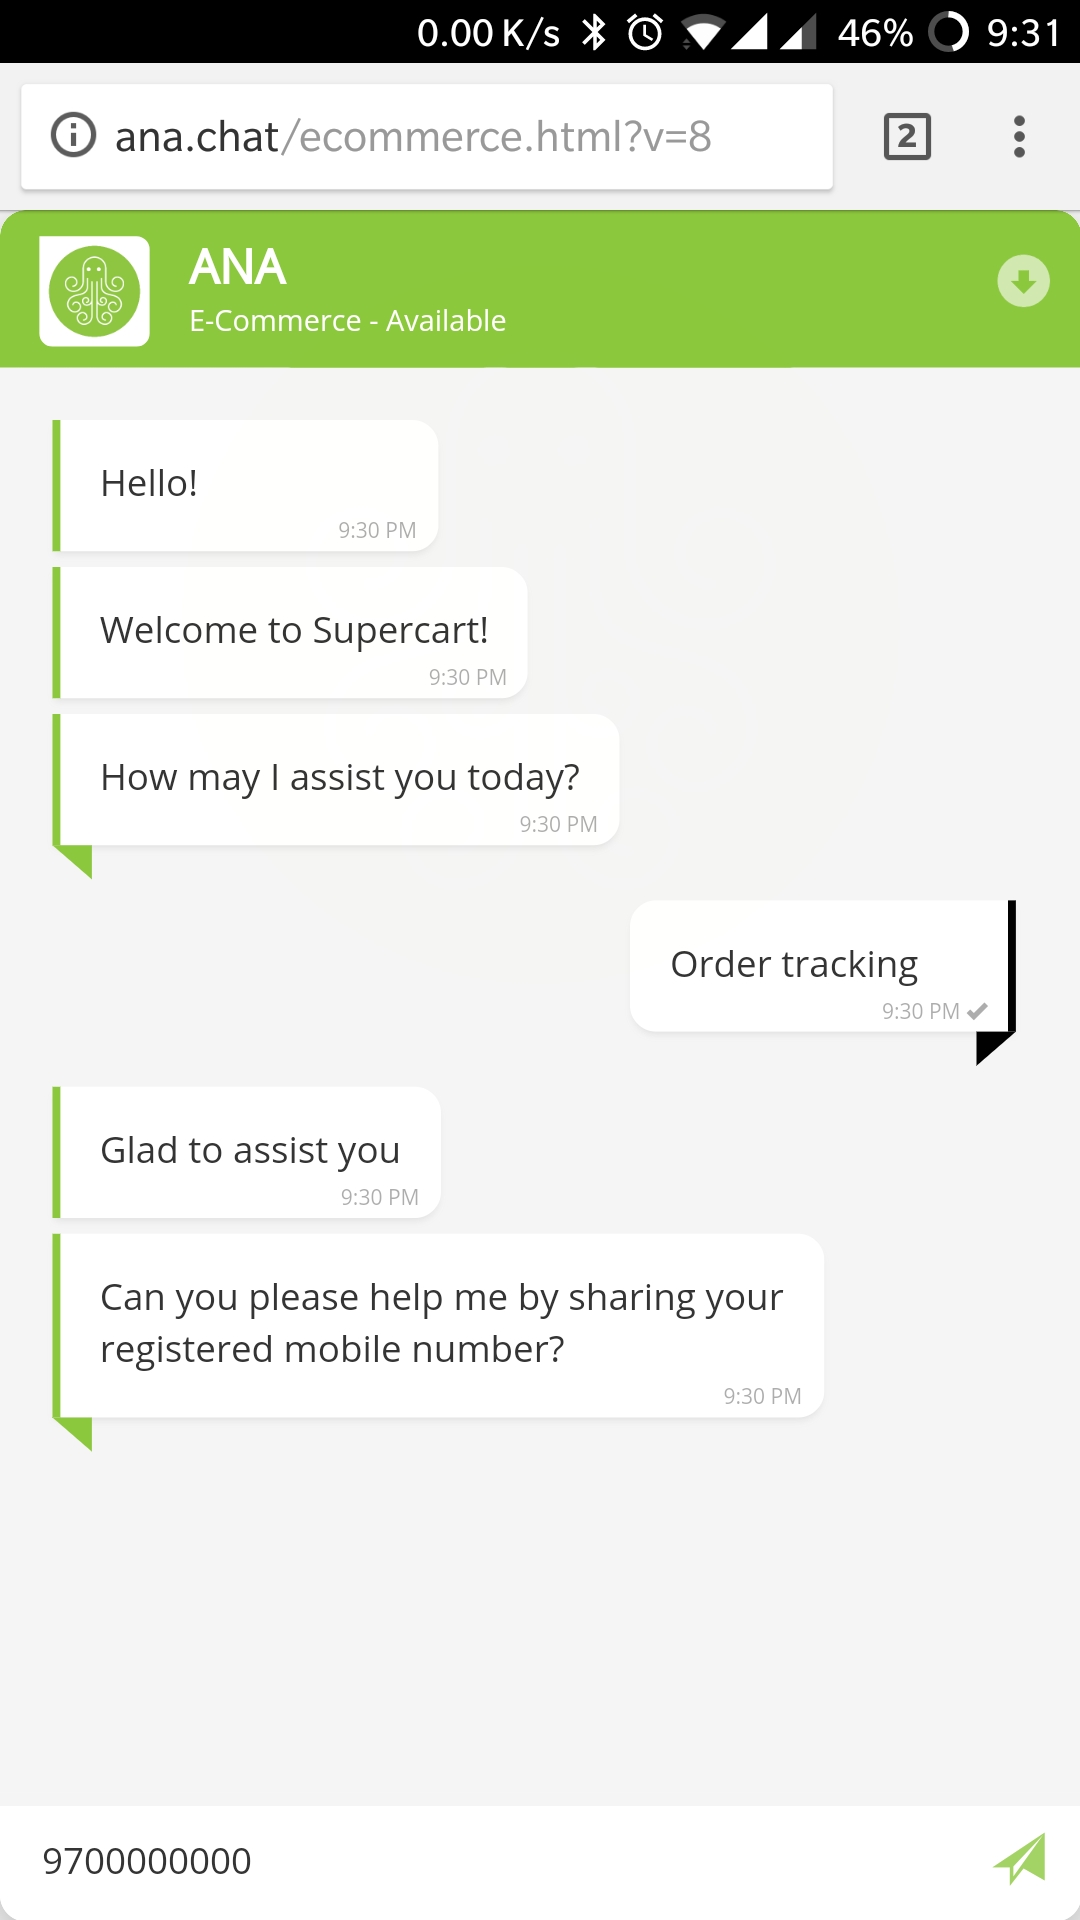 0.00 K/s 46% 9:31
ana.chat/ecommerce.html?v=8 2
ANA
E-Commerce - Available
Hello!
9:30 PM
Welcome to Supercart!
9:30 PM
How may I assist you today?
9:30 PM
Order tracking
9:30 PM
Glad to assist you
9:30 PM
Can you please help me by sharing your
registered mobile number?
9:30 PM
9700000000